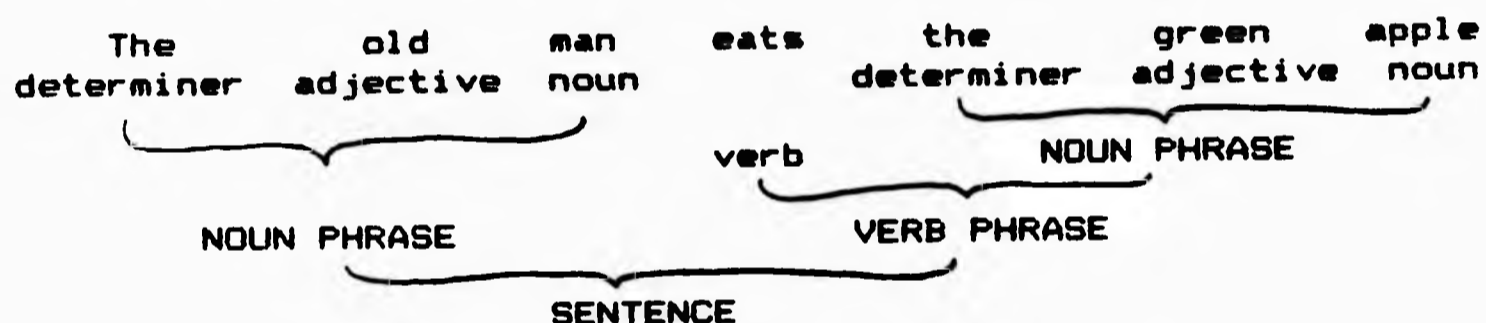 The old man eats the green apple
determiner adjective noun determiner adjective noun
verb NOUN PHRASE
NOUN PHRASE VERB PHRASE
SENTENCE